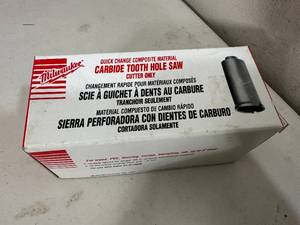 Milwaukee
QUICK CHANGE COMPOSITE MATERIAL
CARBIDE TOOTH HOLE SAW
CUTTER ONLY
CHANGEMENT RAPIDE POUR MATÉRIAUX COMPOSÉS
SCIE À GUICHET À DENTS AU CARBURE
TRANCHOIR SEULEMENT
MATERIAL COMPUESTO DE CAMBIO RÁPIDO
SIERRA PERFORADORA CON DIENTES DE CARBURO
CORTADORA SOLAMENTE